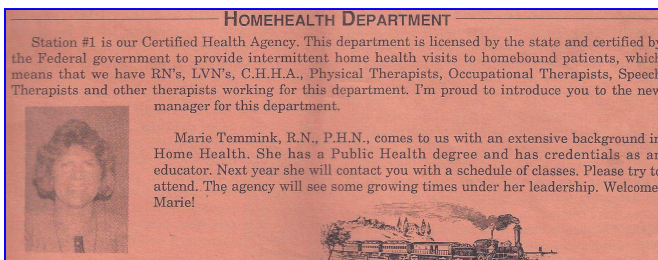 HOMEHEALTH DEPARTMENT
Station #1 is our Certified Health Agency. This department is licensed by the state and certified by
the Federal government to provide intermittent home health visits to homebound patients, which
means that we have RN's, LVN's, C.H.H.A., Physical Therapists, Occupational Therapists, Speech
Therapists and other therapists working for this department. I'm proud to introduce you to the new
manager for this department.
Marie Temmink, R.N., P.H.N., comes to us with an extensive background in
Home Health. She has a Public Health degree and has credentials as an
educator. Next year she will contact you with a schedule of classes. Please try to
attend. The agency will see some growing times under her leadership. Welcome
Marie!